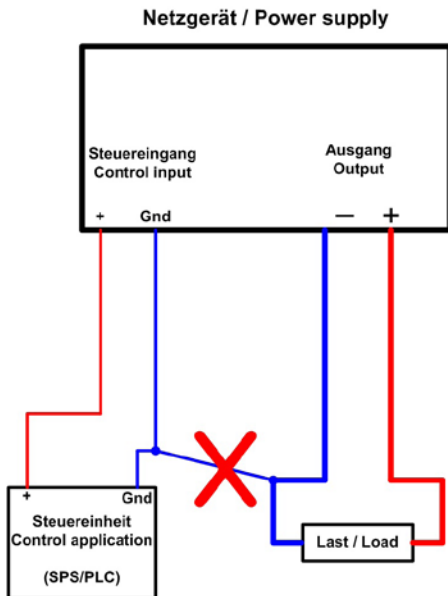 Netzgerät / Power supply
Steuereingang
Control input
Ausgang
Output
+
Gnd
—
+
+
Gnd
Steuereinheit
Control application
(SPS/PLC)
Last / Load